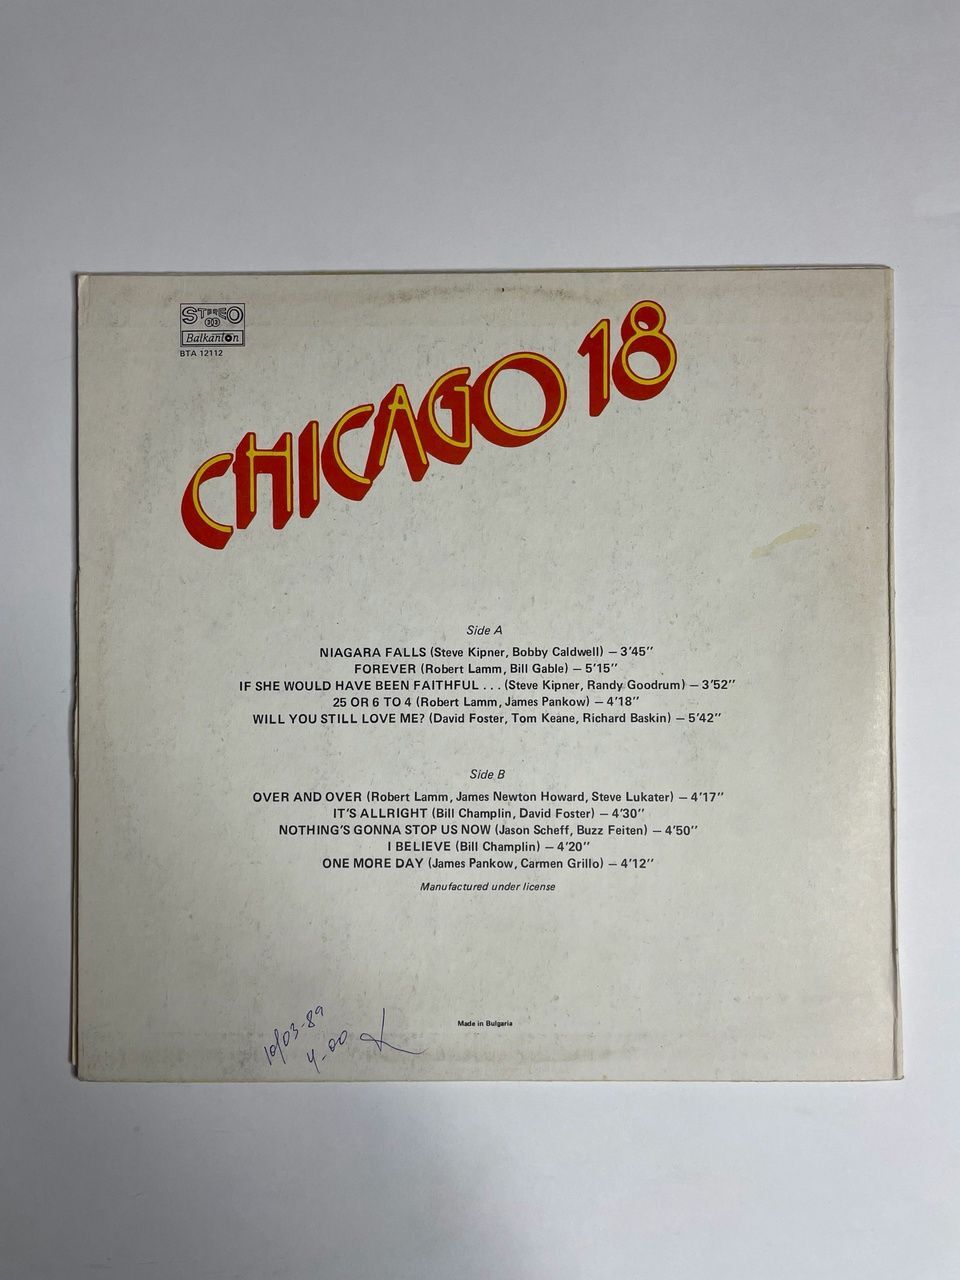 STEREO
33
Balkanton
BTA 12112
CHICAGO 18
Side A
NIAGARA FALLS (Steve Kipner, Bobby Caldwell) — 3′45″
FOREVER (Robert Lamm, Bill Gable) — 5′15″
IF SHE WOULD HAVE BEEN FAITHFUL . . . (Steve Kipner, Randy Goodrum) — 3′52″
25 OR 6 TO 4 (Robert Lamm, James Pankow) — 4′18″
WILL YOU STILL LOVE ME? (David Foster, Tom Keane, Richard Baskin) — 5′42″
Side B
OVER AND OVER (Robert Lamm, James Newton Howard, Steve Lukater) — 4′17″
IT'S ALLRIGHT (Bill Champlin, David Foster) — 4′30″
NOTHING'S GONNA STOP US NOW (Jason Scheff, Buzz Feiten) — 4′50″
I BELIEVE (Bill Champlin) — 4′20″
ONE MORE DAY (James Pankow, Carmen Grillo) — 4′12″
Manufactured under license
Made in Bulgaria
10/03-89
4-00